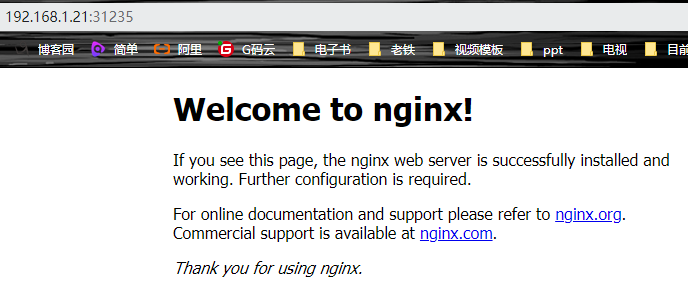 192.168.1.21:31235
博客园 简单 阿里 G码云 电子书 老铁 视频模板 ppt 电视 目前
Welcome to nginx!
If you see this page, the nginx web server is successfully installed and
working. Further configuration is required.
For online documentation and support please refer to nginx.org.
Commercial support is available at nginx.com.
Thank you for using nginx.